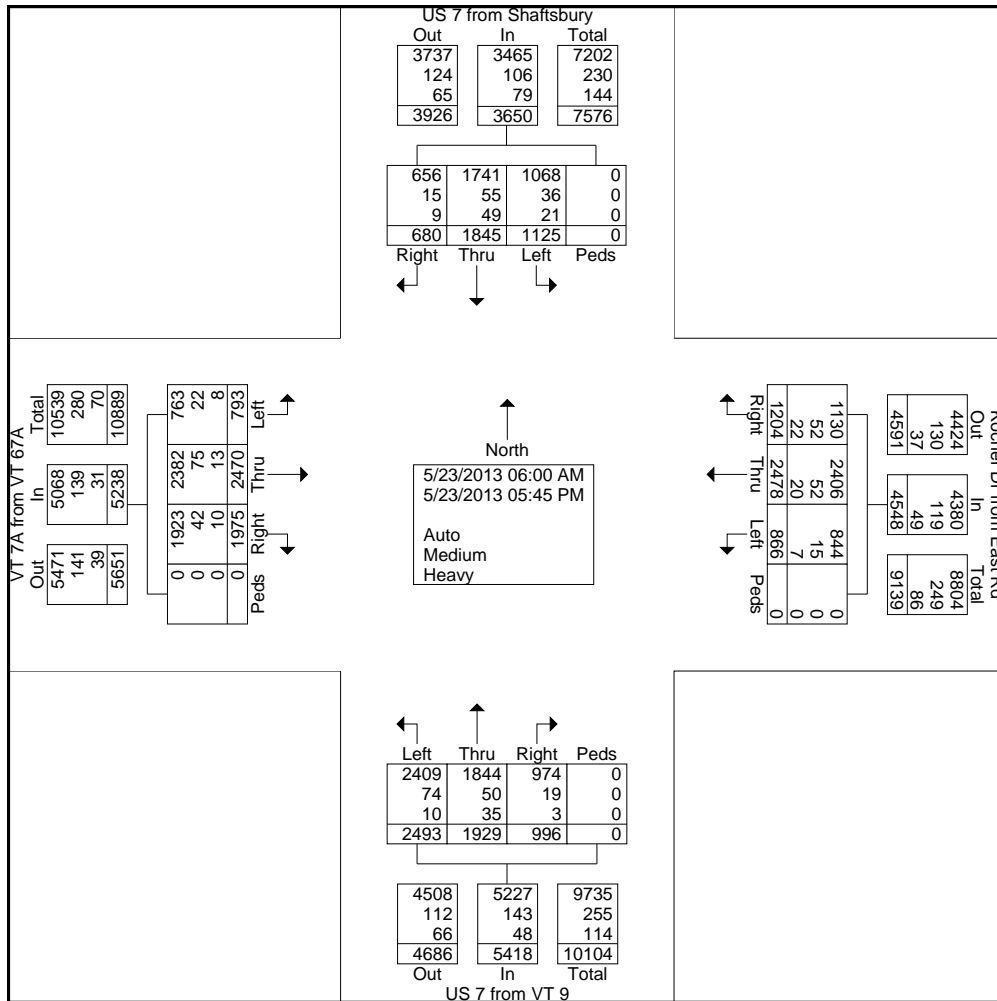 US 7 from Shaftsbury
Out In Total
3737 3465 7202
124 106 230
65 79 144
3926 3650 7576
656 1741 1068 0
15 55 36 0
9 49 21 0
680 1845 1125 0
Right Thru Left Peds
VT 7A from VT 67A
Total In Out
10539 5068 5471
280 139 141
70 31 39
10889 5238 5651
Left Thru Right Peds
763 2382 1923 0
22 75 42 0
8 13 10 0
793 2470 1975 0
North
5/23/2013 06:00 AM
5/23/2013 05:45 PM
Auto
Medium
Heavy
Right Thru Left Peds
1130 2406 844 0
52 52 15 0
22 20 7 0
1204 2478 866 0
Dr from East
Out In Total
4424 4380 8804
130 119 249
37 49 86
4591 4548 9139
Left Thru Right Peds
2409 1844 974 0
74 50 19 0
10 35 3 0
2493 1929 996 0
4508 5227 9735
112 143 255
66 48 114
4686 5418 10104
Out In Total
US 7 from VT 9